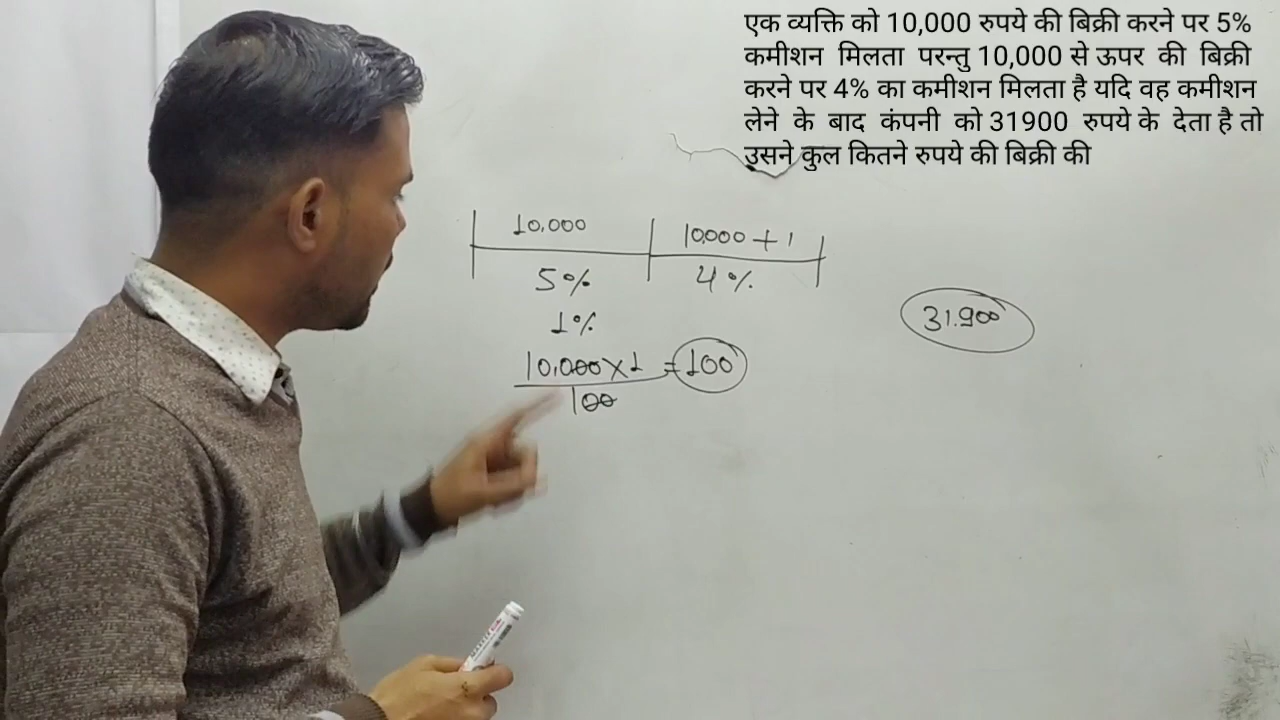 एक व्यक्ति को 10,000 रुपये की बिक्री करने पर 5%
कमीशन मिलता परन्तु 10,000 से ऊपर की बिक्री
करने पर 4% का कमीशन मिलता है यदि वह कमीशन
लेने के बाद कंपनी को 31900 रुपये के देता है तो
उसने कुल कितने रुपये की बिक्री की
10,000 10,000 + 1
5% 4%
1%
10,000 × 1 = 100
100
31.900